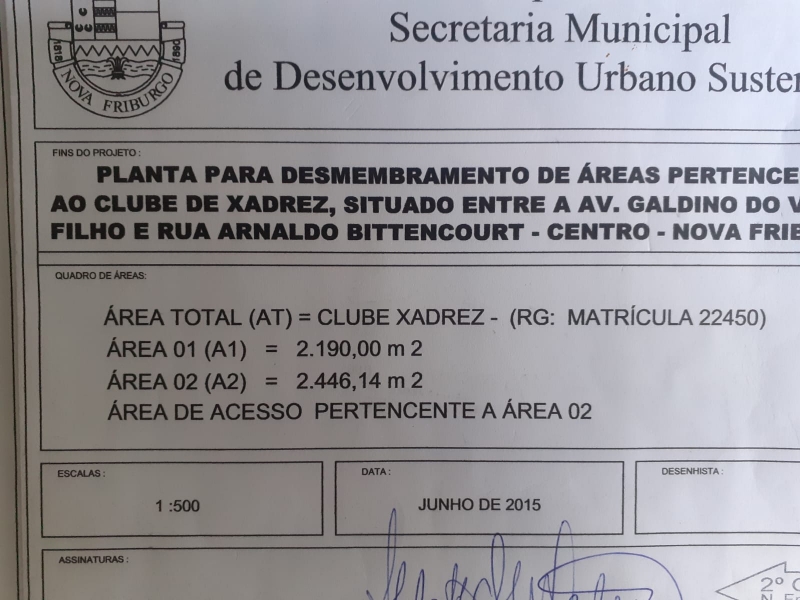 Secretaria Municipal
de Desenvolvimento Urbano
1818 1890
NOVA FRIBURGO
FINS DO PROJETO:
PLANTA PARA DESMEMBRAMENTO DE ÁREAS
AO CLUBE DE XADREZ, SITUADO ENTRE A AV. GALDINO DO
FILHO E RUA ARNALDO BITTENCOURT - CENTRO - NOVA
QUADRO DE ÁREAS:
ÁREA TOTAL (AT) = CLUBE XADREZ - (RG: MATRÍCULA 22450)
ÁREA 01 (A1) = 2.190,00 m 2
ÁREA 02 (A2) = 2.446,14 m 2
ÁREA DE ACESSO PERTENCENTE A ÁREA 02
ESCALAS:
1 :500
DATA:
JUNHO DE 2015
DESENHISTA:
ASSINATURAS:
2º